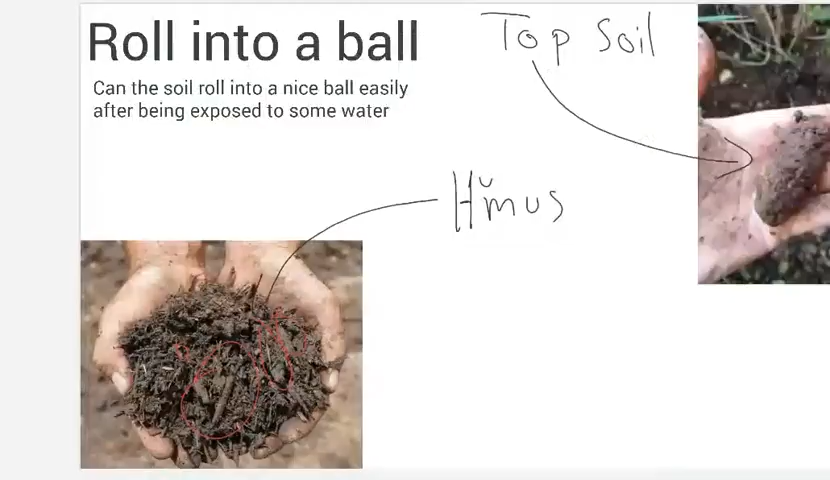 Roll into a ball
Can the soil roll into a nice ball easily
after being exposed to some water
Top Soil
Humus